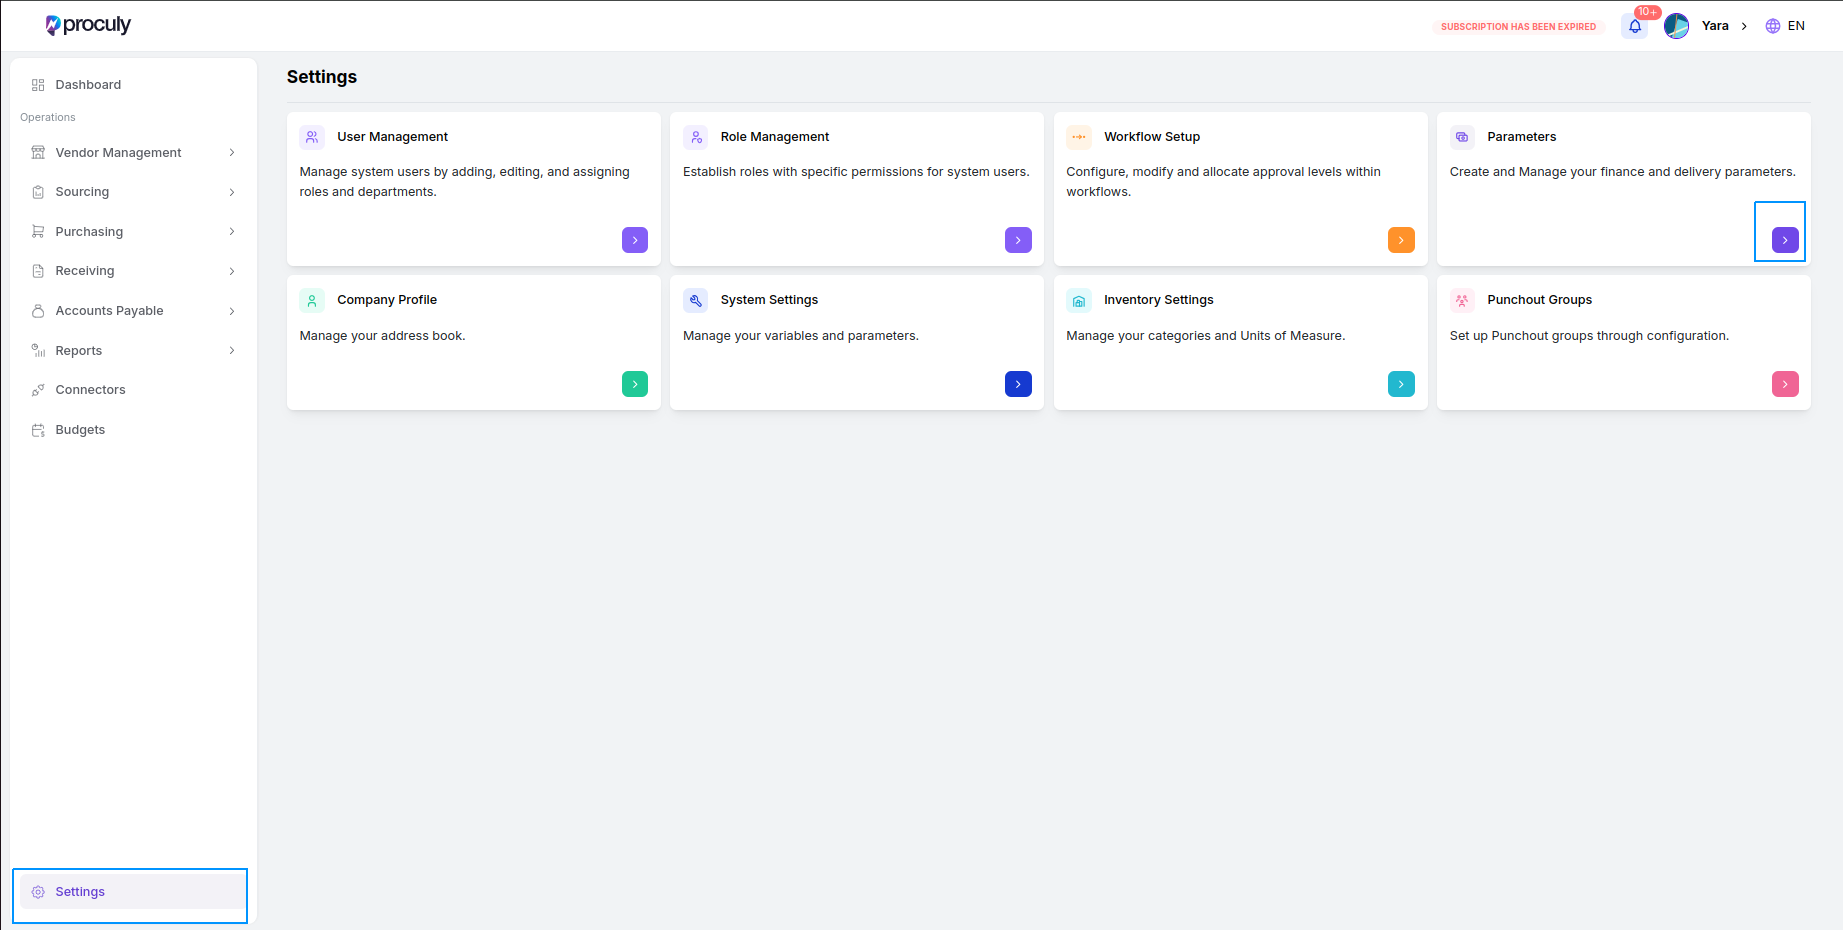 proculy
SUBSCRIPTION HAS BEEN EXPIRED
10+
Yara
EN
Dashboard
Operations
Vendor Management
Sourcing
Purchasing
Receiving
Accounts Payable
Reports
Connectors
Budgets
Settings
Settings
User Management
Manage system users by adding, editing, and assigning
roles and departments.
Role Management
Establish roles with specific permissions for system users.
Workflow Setup
Configure, modify and allocate approval levels within
workflows.
Parameters
Create and Manage your finance and delivery parameters.
Company Profile
Manage your address book.
System Settings
Manage your variables and parameters.
Inventory Settings
Manage your categories and Units of Measure.
Punchout Groups
Set up Punchout groups through configuration.